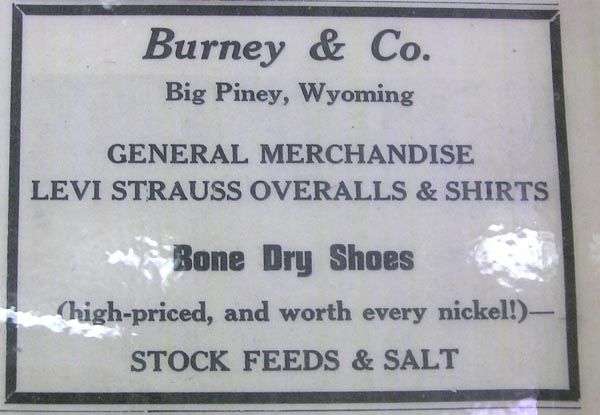 Burney & Co.
Big Piney, Wyoming
GENERAL MERCHANDISE
LEVI STRAUSS OVERALLS & SHIRTS
Bone Dry Shoes
(high-priced, and worth every nickel!)—
STOCK FEEDS & SALT